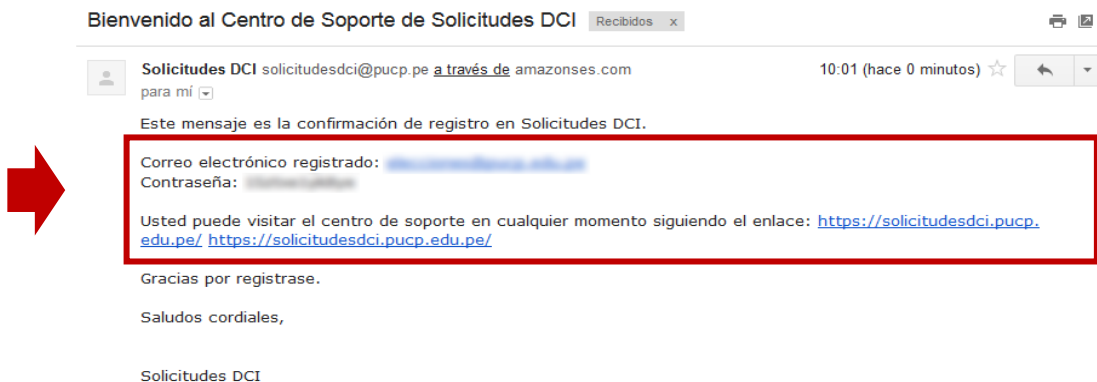 Bienvenido al Centro de Soporte de Solicitudes DCI Recibidos x
Solicitudes DCI solicitudesdci@pucp.pe a través de amazonses.com 10:01 (hace 0 minutos)
para mí
Este mensaje es la confirmación de registro en Solicitudes DCI.
Correo electrónico registrado:
Contraseña:
Usted puede visitar el centro de soporte en cualquier momento siguiendo el enlace: https://solicitudesdci.pucp.
edu.pe/ https://solicitudesdci.pucp.edu.pe/
Gracias por registrase.
Saludos cordiales,
Solicitudes DCI